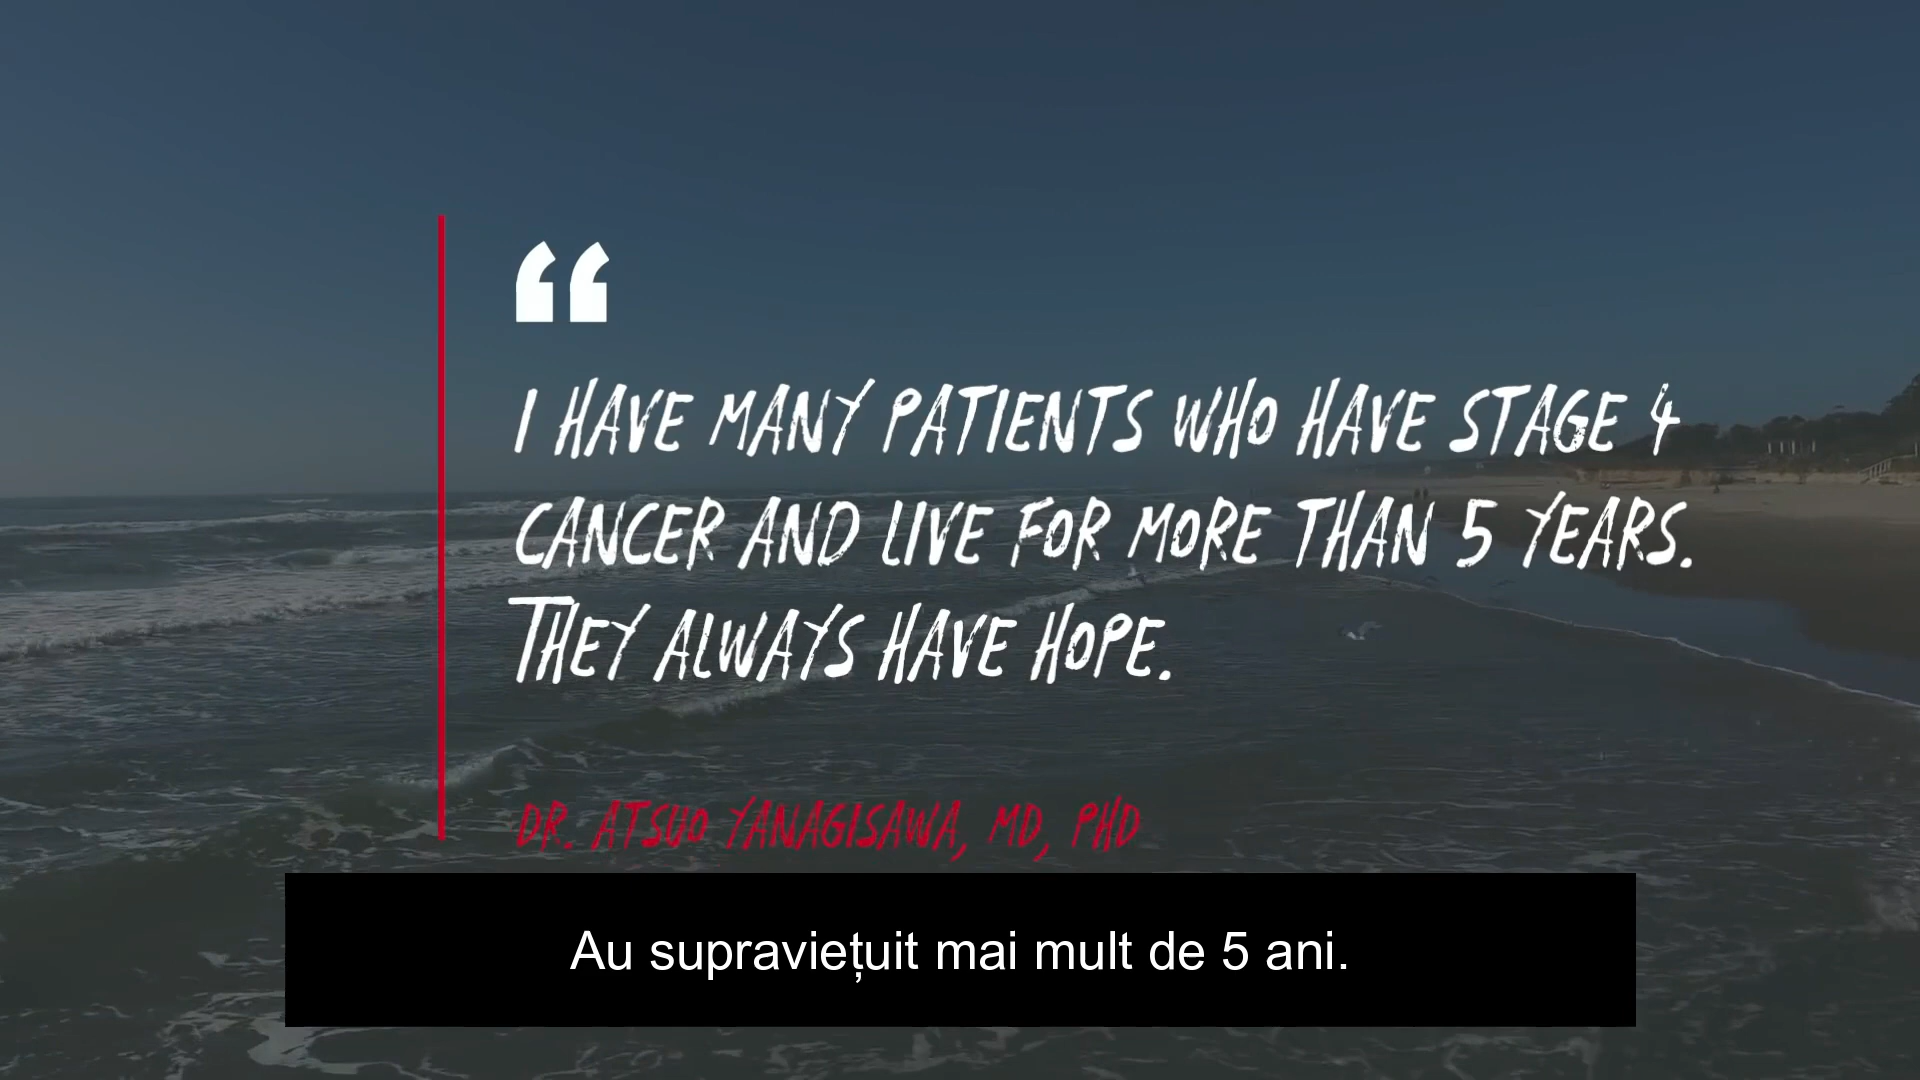 “
I HAVE MANY PATIENTS WHO HAVE STAGE 4
CANCER AND LIVE FOR MORE THAN 5 YEARS.
THEY ALWAYS HAVE HOPE.
DR. ATSUO YANAGISAWA, MD, PHD
Au supraviețuit mai mult de 5 ani.